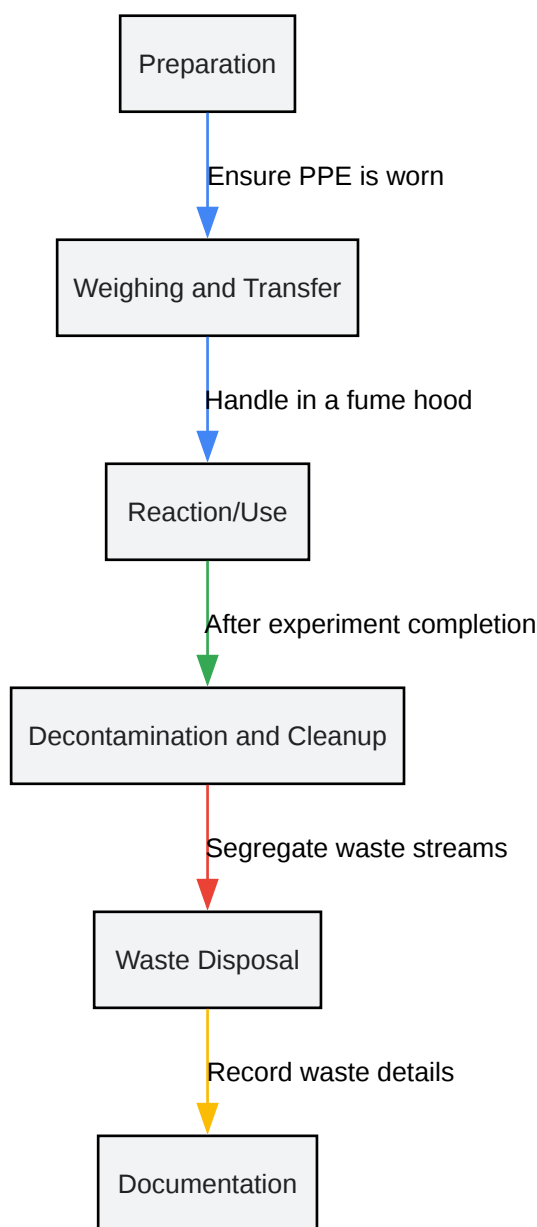 Preparation
Ensure PPE is worn
Weighing and Transfer
Handle in a fume hood
Reaction/Use
After experiment completion
Decontamination and Cleanup
Segregate waste streams
Waste Disposal
Record waste details
Documentation